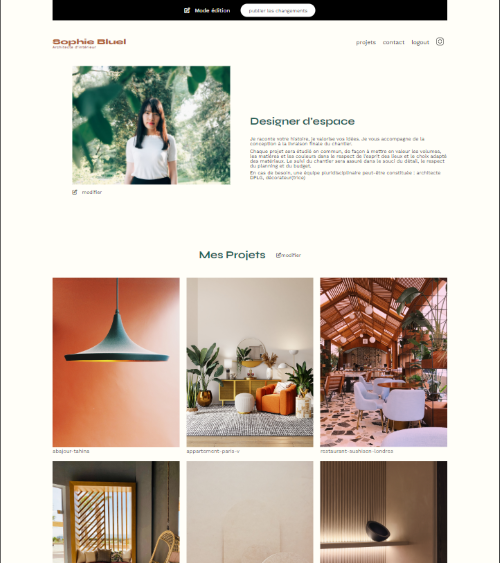 Mode édition
publier les changements
Sophie Bluel
Architecte d'intérieur
projets
contact
logout
Designer d'espace
Je raconte votre histoire, je valorise vos idées. Je vous accompagne de la
conception à la livraison finale du chantier.
Chaque projet sera étudié en commun, de façon à mettre en valeur les volumes,
les matières et les couleurs dans le respect de l'esprit des lieux et le choix adapté
des matériaux. Le suivi du chantier sera assuré dans le souci du détail, le respect
du planning et du budget.
En cas de besoin, une équipe pluridisciplinaire peut-être constituée : architecte
DPLG, décorateur(trice)
modifier
Mes Projets
modifier
abajour-tahina
appartement-paris-v
restaurant-sushisen-londres